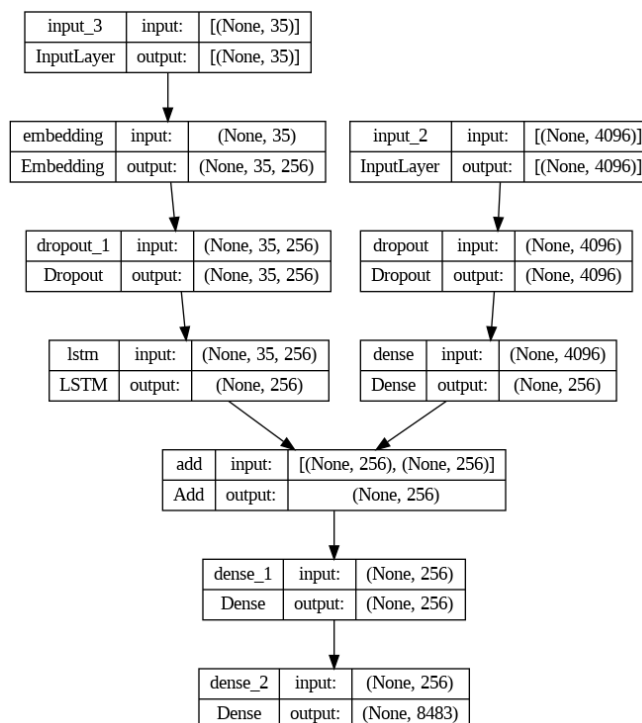 input_3 input: [(None, 35)]
InputLayer output: [(None, 35)]
embedding input: (None, 35)
Embedding output: (None, 35, 256)
input_2 input: [(None, 4096)]
InputLayer output: [(None, 4096)]
dropout_1 input: (None, 35, 256)
Dropout output: (None, 35, 256)
dropout input: (None, 4096)
Dropout output: (None, 4096)
lstm input: (None, 35, 256)
LSTM output: (None, 256)
dense input: (None, 4096)
Dense output: (None, 256)
add input: [(None, 256), (None, 256)]
Add output: (None, 256)
dense_1 input: (None, 256)
Dense output: (None, 256)
dense_2 input: (None, 256)
Dense output: (None, 8483)